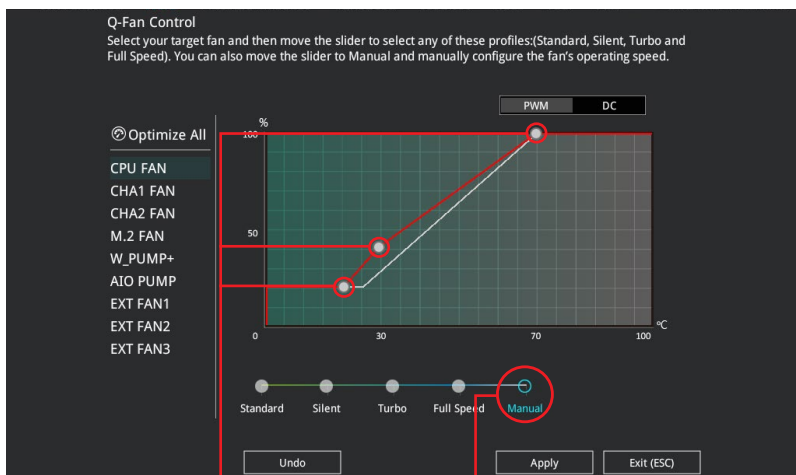 Q-Fan Control
Select your target fan and then move the slider to select any of these profiles:(Standard, Silent, Turbo and
Full Speed). You can also move the slider to Manual and manually configure the fan's operating speed.
PWM DC
%
Optimize All
100
CPU FAN
CHA1 FAN
CHA2 FAN
M.2 FAN
50
W_PUMP+
AIO PUMP
EXT FAN1
EXT FAN2
EXT FAN3
°C
0 30 70 100
Standard Silent Turbo Full Speed Manual
Undo Apply Exit (ESC)